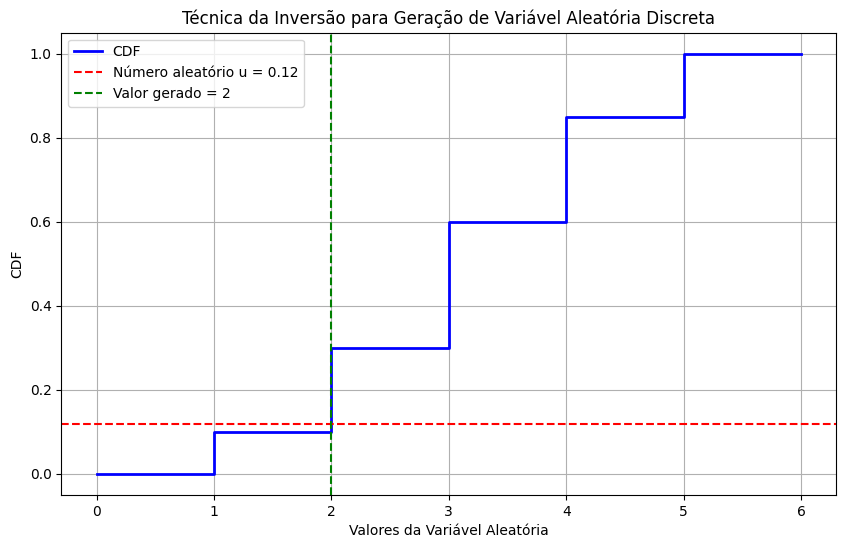 Técnica da Inversão para Geração de Variável Aleatória Discreta
CDF
Número aleatório u = 0.12
Valor gerado = 2
1.0
0.8
0.6
0.4
0.2
0.0
CDF
0 1 2 3 4 5 6
Valores da Variável Aleatória